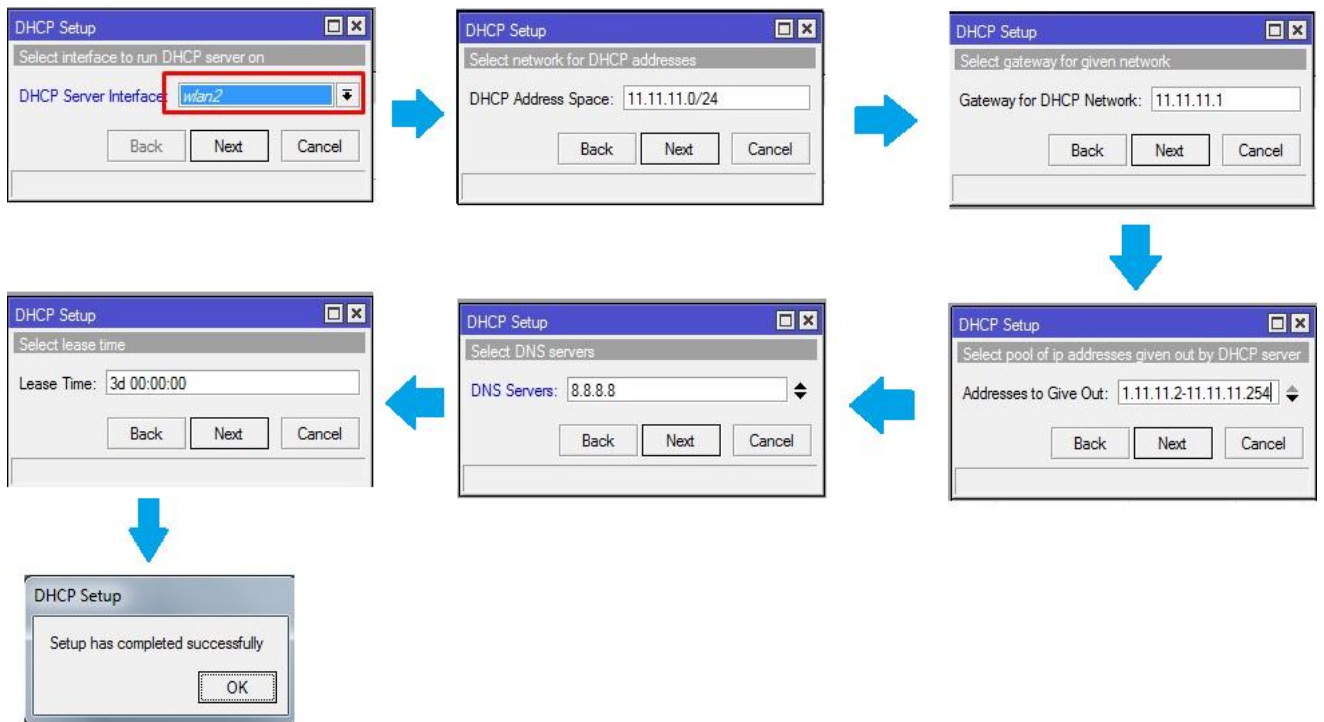 DHCP Setup
Select interface to run DHCP server on
DHCP Server Interface: wlan2
Back Next Cancel
DHCP Setup
Select network for DHCP addresses
DHCP Address Space: 11.11.11.0/24
Back Next Cancel
DHCP Setup
Select gateway for given network
Gateway for DHCP Network: 11.11.11.1
Back Next Cancel
DHCP Setup
Select pool of ip addresses given out by DHCP server
Addresses to Give Out: 1.11.11.2-11.11.11.254
Back Next Cancel
DHCP Setup
Select DNS servers
DNS Servers: 8.8.8.8
Back Next Cancel
DHCP Setup
Select lease time
Lease Time: 3d 00:00:00
Back Next Cancel
DHCP Setup
Setup has completed successfully
OK